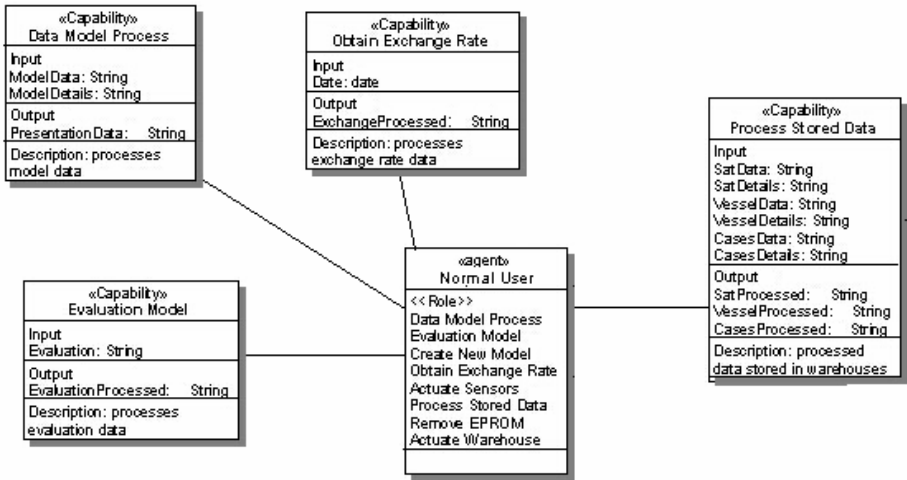 «Capability»
Data Model Process
Input
ModelData: String
ModelDetails: String
Output
PresentationData: String
Description: processes
model data
«Capability»
Obtain Exchange Rate
Input
Date: date
Output
ExchangeProcessed: String
Description: processes
exchange rate data
«Capability»
Process Stored Data
Input
SatData: String
SatDetails: String
VesselData: String
VesselDetails: String
CasesData: String
CasesDetails: String
Output
SatProcessed: String
VesselProcessed: String
CasesProcessed: String
Description: processed
data stored in warehouses
«Capability»
Evaluation Model
Input
Evaluation: String
Output
EvaluationProcessed: String
Description: processes
evaluation data
«agent»
Normal User
<<Role>>
Data Model Process
Evaluation Model
Create New Model
Obtain Exchange Rate
Actuate Sensors
Process Stored Data
Remove EPROM
Actuate Warehouse